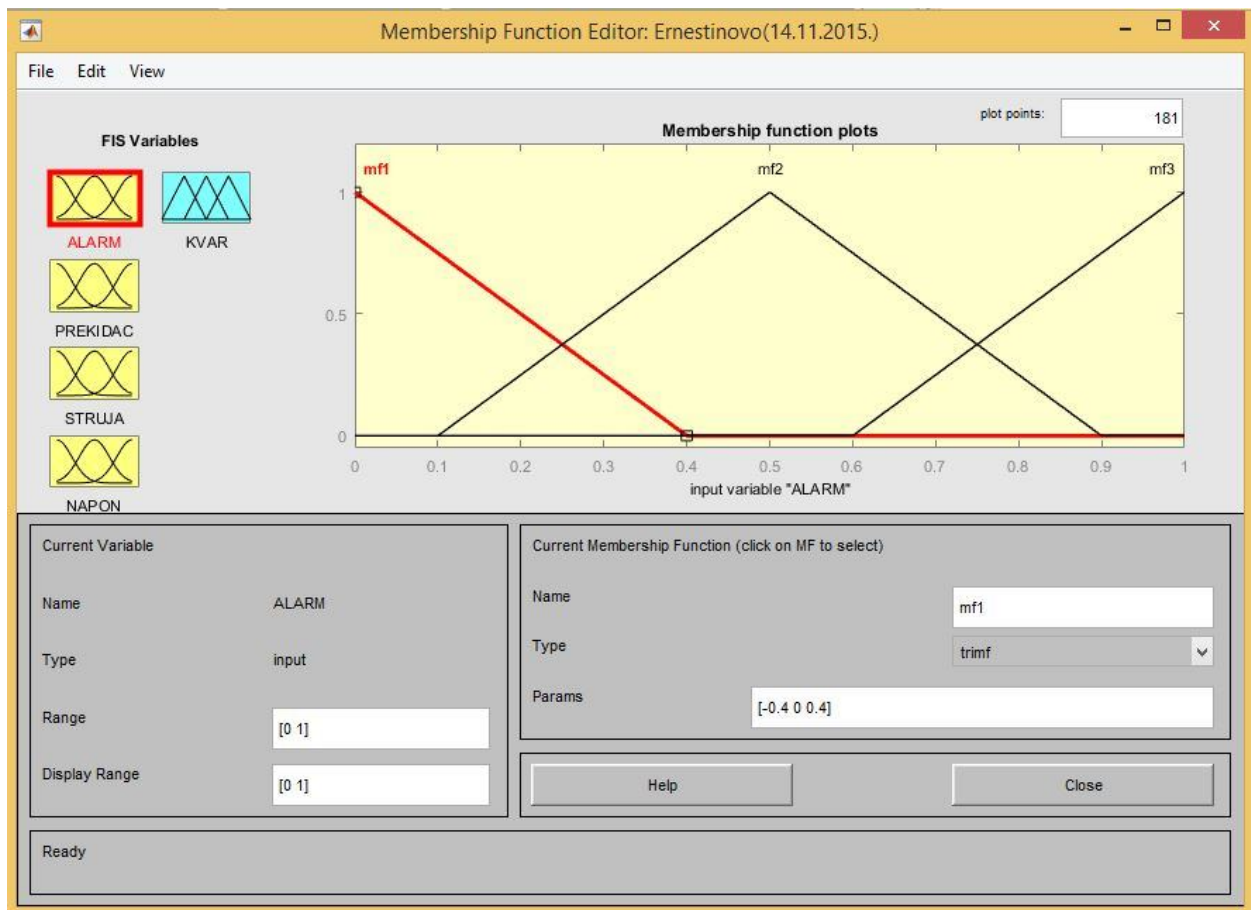 Membership Function Editor: Ernestinovo(14.11.2015.)
File Edit View
FIS Variables
ALARM KVAR
PREKIDAC
STRUJA
NAPON
plot points: 181
Membership function plots
mf1 mf2 mf3
1
0.5
0
0 0.1 0.2 0.3 0.4 0.5 0.6 0.7 0.8 0.9 1
input variable "ALARM"
Current Variable
Name ALARM
Type input
Range [0 1]
Display Range [0 1]
Current Membership Function (click on MF to select)
Name mf1
Type trimf
Params [-0.4 0 0.4]
Help Close
Ready